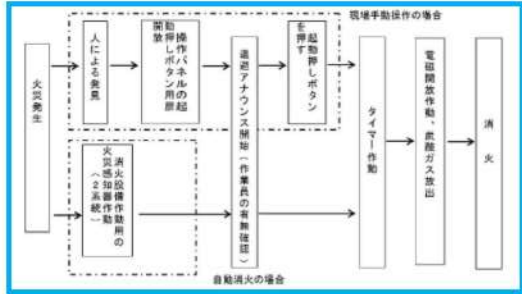 現場手動操作の場合
火災発生
人による発見
操作パネルの起
動押しボタン用扉
開放
退避アナウンス開始(作業員の有無確認)
起動押しボタン
を押す
タイマー作動
電磁開放作動、炭酸ガス放出
消火
消火設備作動用の
火災感知器作動
(2系統)
自動消火の場合